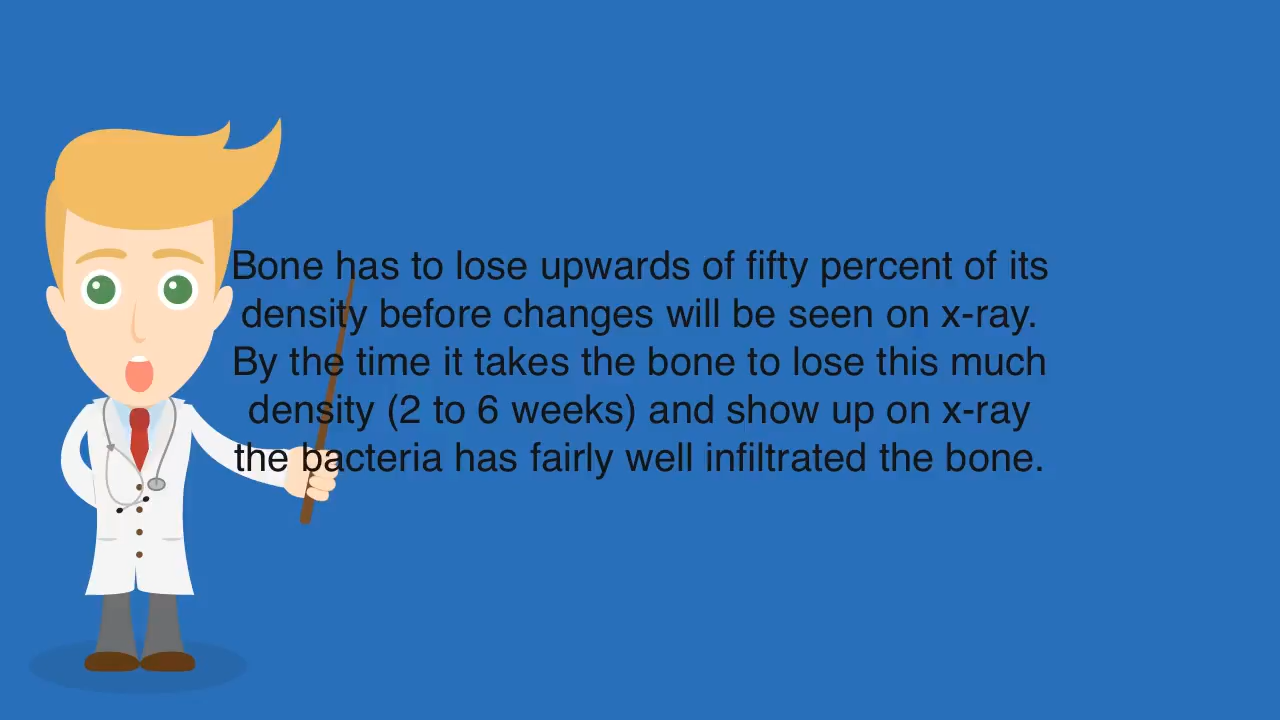 Bone has to lose upwards of fifty percent of its
density before changes will be seen on x-ray.
By the time it takes the bone to lose this much
density (2 to 6 weeks) and show up on x-ray
the bacteria has fairly well infiltrated the bone.